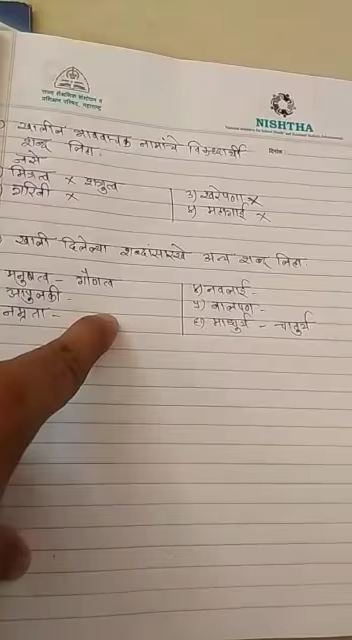 राज्य शैक्षणिक संशोधन व
प्रशिक्षण परिषद, महाराष्ट्र
NISHTHA
दिनांक:
खालील भाववाचक नामांचे विरुध्दार्थी
शब्द लिहा.
जसे
मित्रत्व x शत्रुत्व
गरिबी x
३) खरेपणा x
४) महागाई x
खाली दिलेल्या शब्दांसारखे अन्य शब्द लिहा.
मनुष्यत्व -
आपुलकी -
नम्रता -
४) नवलाई -
५) बालपण -
६) माधुर्य - चातुर्य